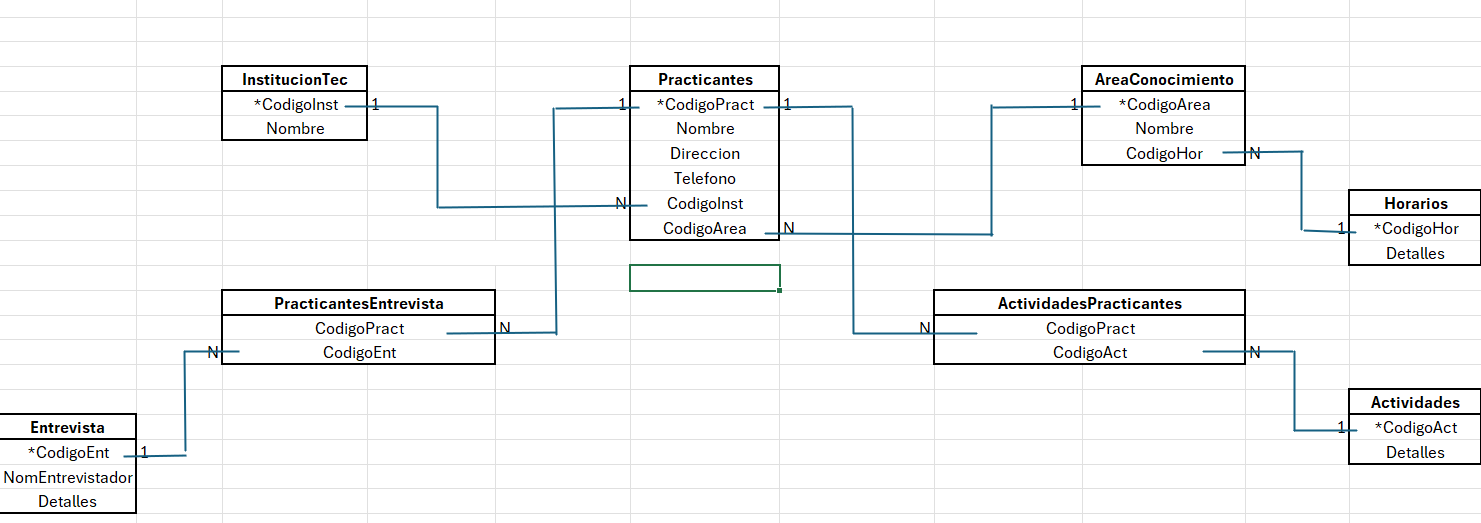 InstitucionTec
*CodigoInst 1
Nombre
Practicantes
1 *CodigoPract 1
Nombre
Direccion
Telefono
N CodigoInst
CodigoArea N
AreaConocimiento
1 *CodigoArea
Nombre
CodigoHor N
Horarios
1 *CodigoHor
Detalles
PracticantesEntrevista
CodigoPract N
N CodigoEnt
ActividadesPracticantes
N CodigoPract
CodigoAct N
Entrevista
*CodigoEnt 1
NomEntrevistador
Detalles
Actividades
1 *CodigoAct
Detalles